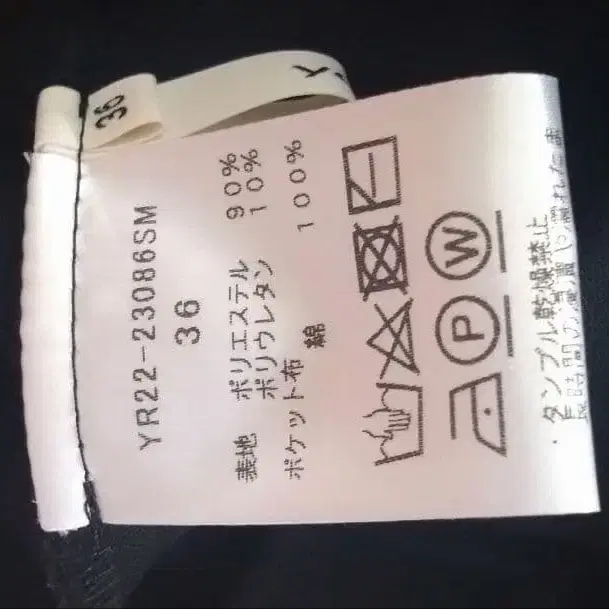 36
YR22-23086SM
36
表地 ポリエステル 90%
ポリウレタン 10%
ポケット布 綿 100%
P W
・タンブル乾燥禁止